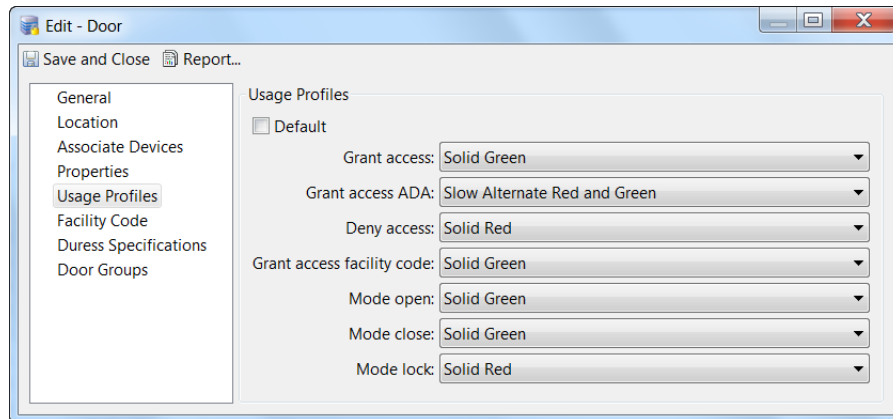 Edit - Door
Save and Close Report...
General
Location
Associate Devices
Properties
Usage Profiles
Facility Code
Duress Specifications
Door Groups
Usage Profiles
Default
Grant access: Solid Green
Grant access ADA: Slow Alternate Red and Green
Deny access: Solid Red
Grant access facility code: Solid Green
Mode open: Solid Green
Mode close: Solid Green
Mode lock: Solid Red